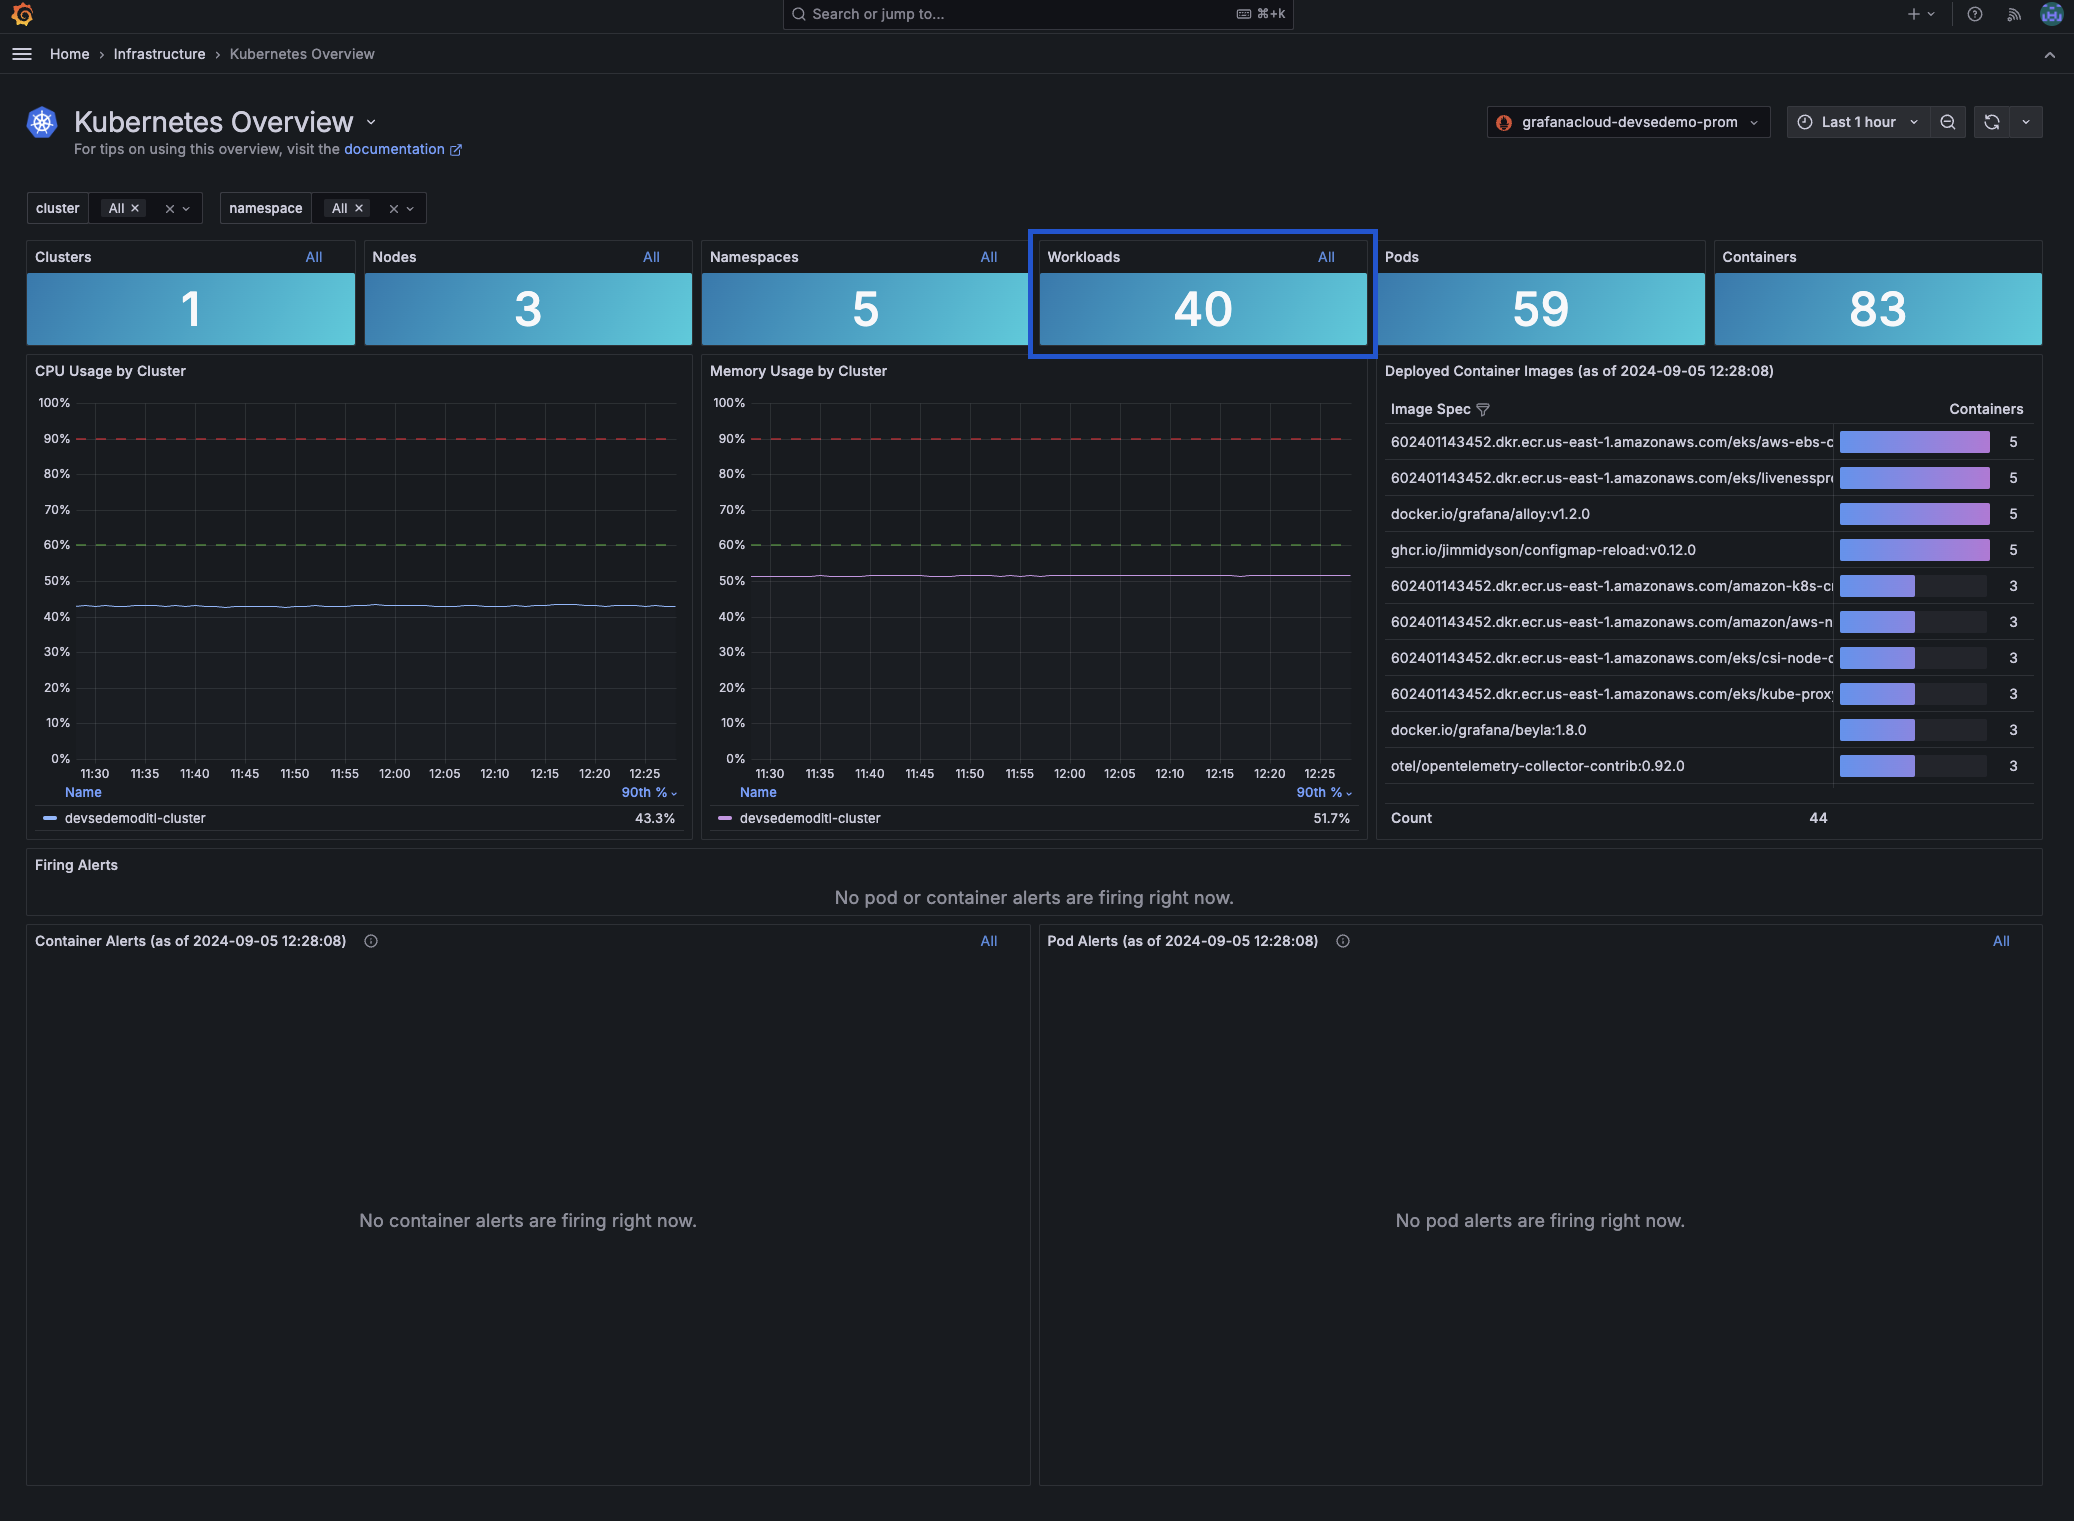 Search or jump to...
⌘+k
Home › Infrastructure › Kubernetes Overview
Kubernetes Overview
For tips on using this overview, visit the documentation
grafanacloud-devsedemo-prom
Last 1 hour
cluster All
namespace All
Clusters All
1
Nodes All
3
Namespaces All
5
Workloads All
40
Pods
59
Containers
83
CPU Usage by Cluster
100%
90%
80%
70%
60%
50%
40%
30%
20%
10%
0%
11:30 11:35 11:40 11:45 11:50 11:55 12:00 12:05 12:10 12:15 12:20 12:25
Name 90th %
devsedemoditl-cluster 43.3%
Memory Usage by Cluster
100%
90%
80%
70%
60%
50%
40%
30%
20%
10%
0%
11:30 11:35 11:40 11:45 11:50 11:55 12:00 12:05 12:10 12:15 12:20 12:25
Name 90th %
devsedemoditl-cluster 51.7%
Deployed Container Images (as of 2024-09-05 12:28:08)
Image Spec Containers
602401143452.dkr.ecr.us-east-1.amazonaws.com/eks/aws-ebs-c 5
602401143452.dkr.ecr.us-east-1.amazonaws.com/eks/livenesspr 5
docker.io/grafana/alloy:v1.2.0 5
ghcr.io/jimmidyson/configmap-reload:v0.12.0 5
602401143452.dkr.ecr.us-east-1.amazonaws.com/amazon-k8s-c 3
602401143452.dkr.ecr.us-east-1.amazonaws.com/amazon/aws-n 3
602401143452.dkr.ecr.us-east-1.amazonaws.com/eks/csi-node-c 3
602401143452.dkr.ecr.us-east-1.amazonaws.com/eks/kube-proxy 3
docker.io/grafana/beyla:1.8.0 3
otel/opentelemetry-collector-contrib:0.92.0 3
Count 44
Firing Alerts
No pod or container alerts are firing right now.
Container Alerts (as of 2024-09-05 12:28:08) All
No container alerts are firing right now.
Pod Alerts (as of 2024-09-05 12:28:08) All
No pod alerts are firing right now.